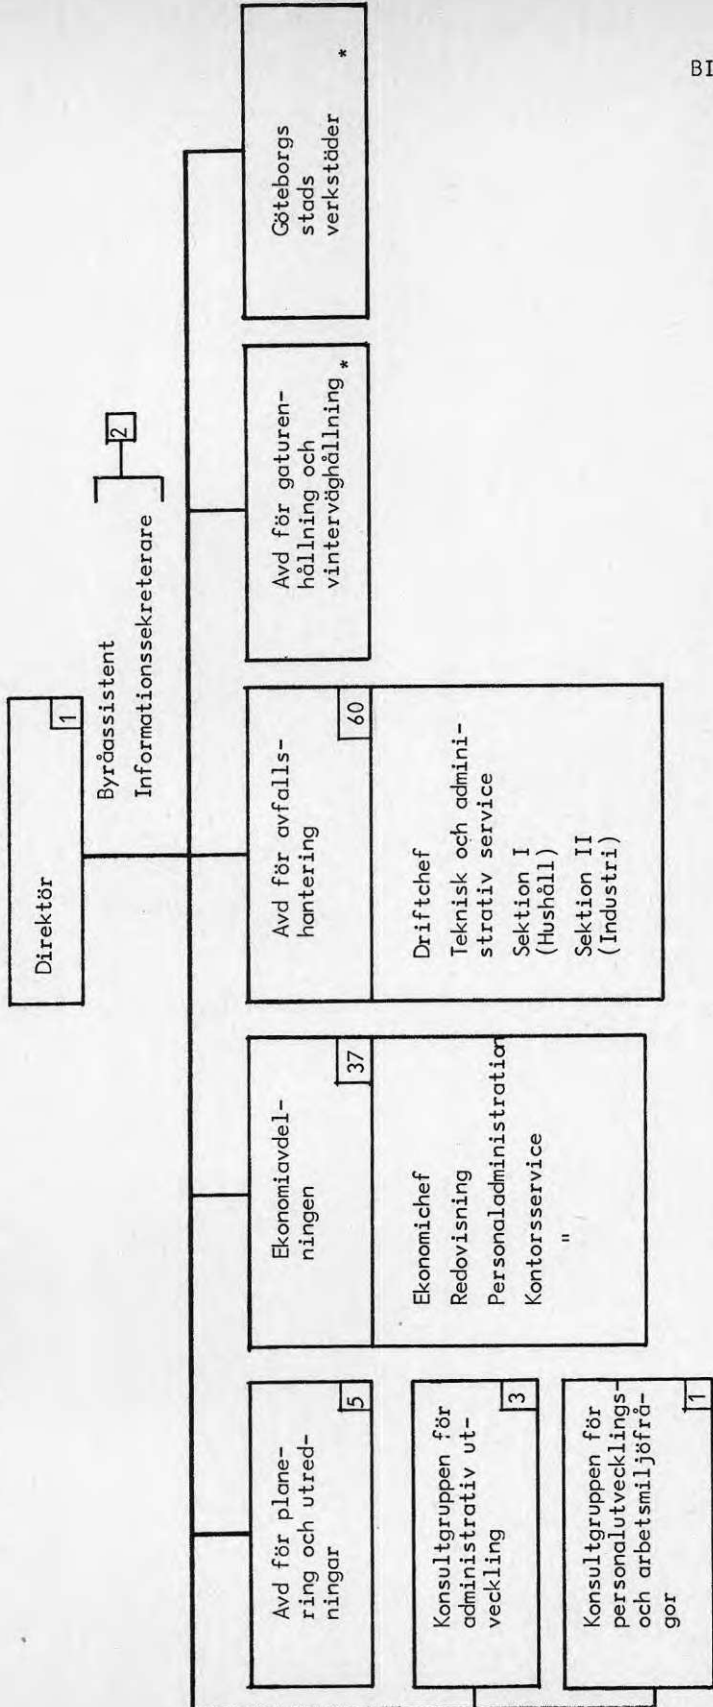 BI
Direktör
1
Byråassistent
Informationssekreterare
2
Avd för plane-
ring och utred-
ningar
5
Konsultgruppen för
administrativ ut-
veckling
3
Konsultgruppen för
personalutvecklings-
och arbetsmiljöfrå-
gor
1
Ekonomiavdel-
ningen
37
Ekonomichef
Redovisning
Personaladministration
Kontorsservice
"
Avd för avfalls-
hantering
60
Driftchef
Teknisk och admini-
strativ service
Sektion I
(Hushåll)
Sektion II
(Industri)
Avd för gaturen-
hållning och
vinterväghållning *
Göteborgs
stads
verkstäder *